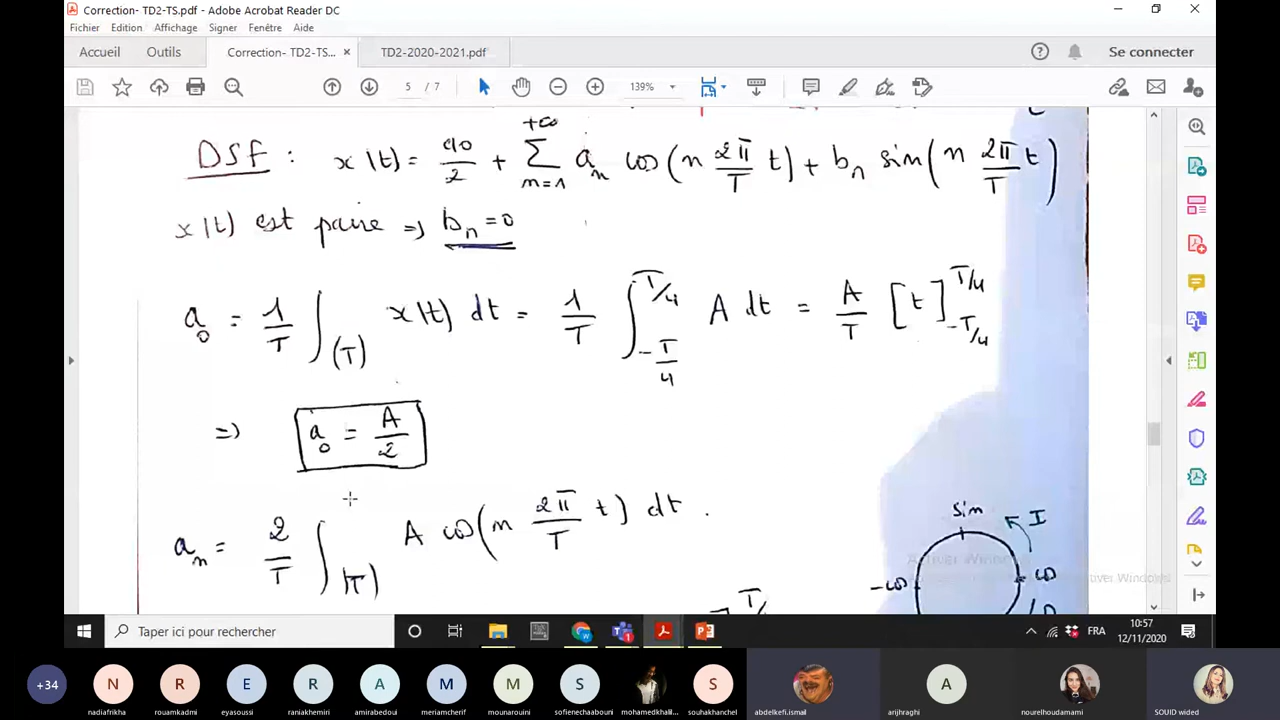 Correction- TD2-TS.pdf - Adobe Acrobat Reader DC
Fichier Edition Affichage Signer Fenêtre Aide
Accueil Outils Correction- TD2-TS... × TD2-2020-2021.pdf Se connecter
5 / 7 139%
DSF : x(t) = a0/2 + +∞ Σ n=1 an cos(n 2π/T t) + bn sin(n 2π/T t)
x(t) est paire => bn = 0
a0 = 1/T ∫(T) x(t) dt = 1/T ∫-T/4 T/4 A dt = A/T [t]-T/4 T/4
=> a0 = A/2
an = 2/T ∫(T) A cos(n 2π/T t) dt .
sin I
-cos cos
Activer Windows
T/
Taper ici pour rechercher FRA 10:57
12/11/2020
+34 N R E R A M M S S A
nadiafrikha rouamkadmi eyasoussi raniakhemiri amirabedoui meriamcherif mounarouini sofienechaabouni mohamedkhalil... souhakhanchel abdelkefi.ismail arijhraghi nourelhoudamami SOUID wided